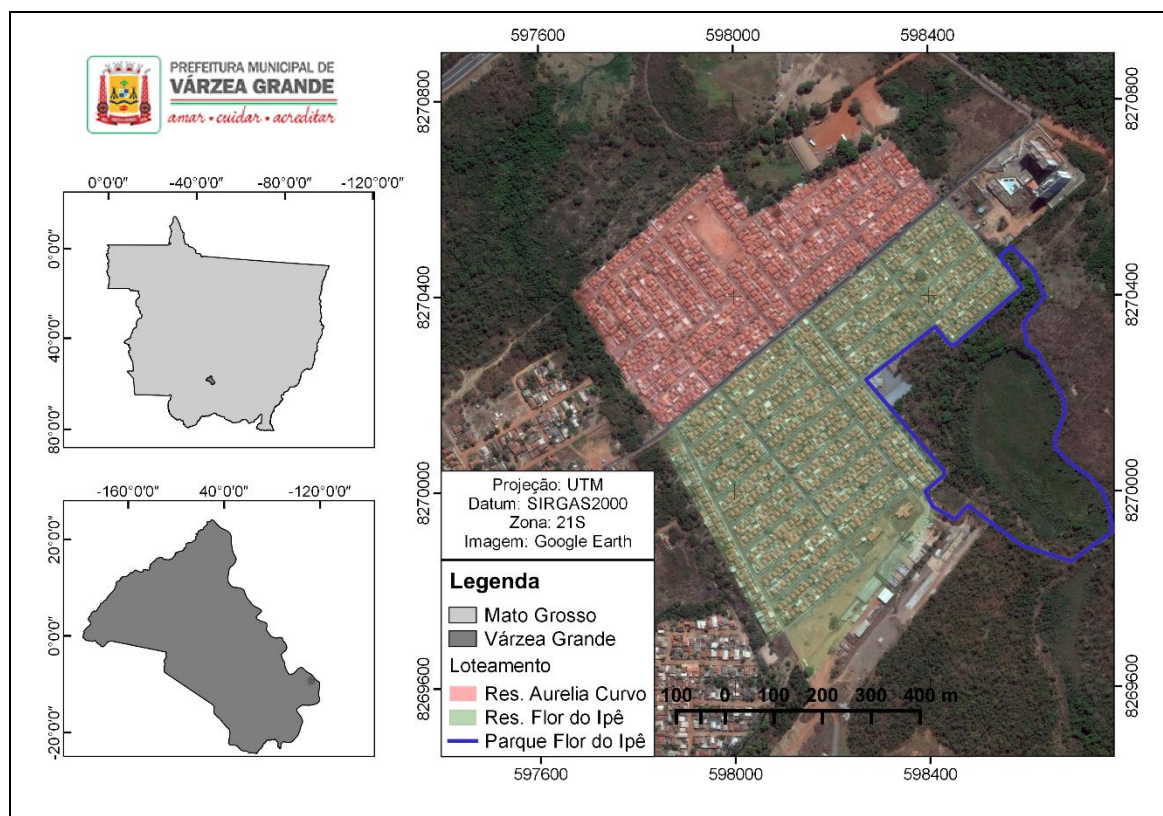 PREFEITURA MUNICIPAL DE
VÁRZEA GRANDE
amar • cuidar • acreditar
0°0'0" -40°0'0" -80°0'0" -120°0'0"
0°0'0"
40°0'0"
80°0'0"
-160°0'0" 40°0'0" -120°0'0"
20°0'0"
0°0'0"
-20°0'0"
597600 598000 598400
8270800
8270400
8270000
8269600
8270800
8270400
8270000
8269600
Projeção: UTM
Datum: SIRGAS2000
Zona: 21S
Imagem: Google Earth
Legenda
Mato Grosso
Várzea Grande
Loteamento
Res. Aurelia Curvo
Res. Flor do Ipê
Parque Flor do Ipê
100 0 100 200 300 400 m
597600 598000 598400